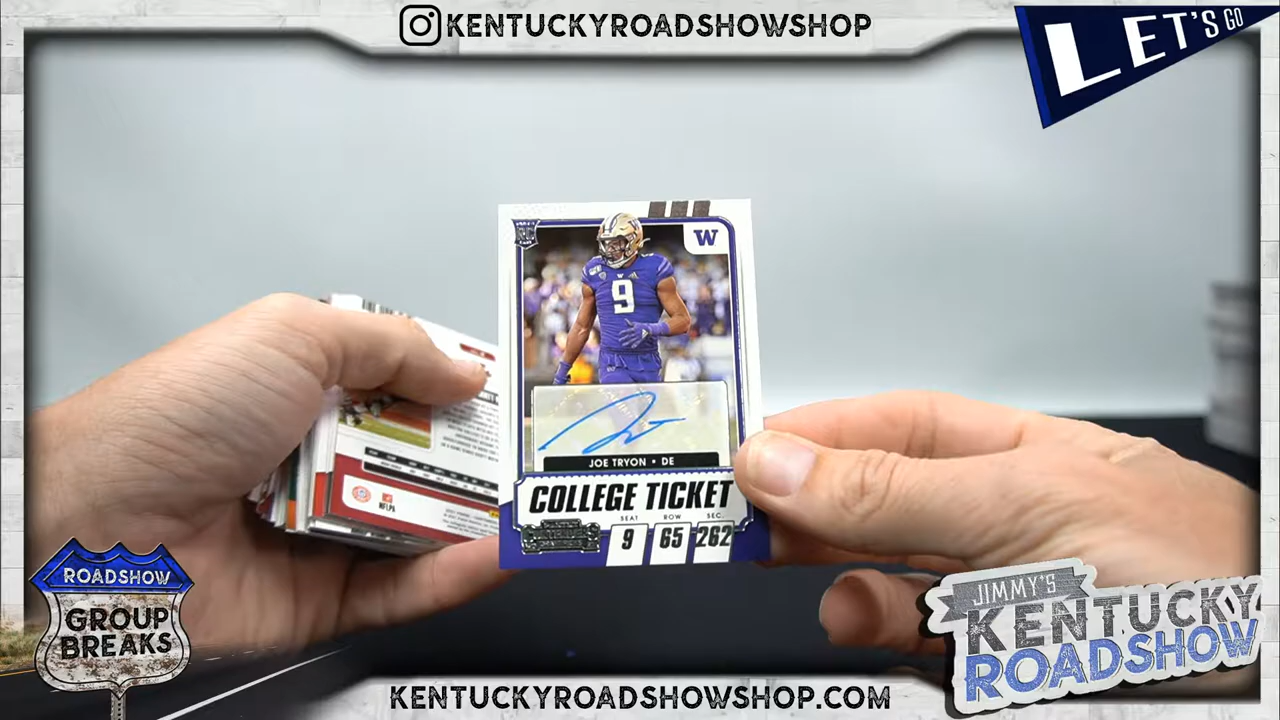 KENTUCKYROADSHOWSHOP
LET'S GO
W
9
JOE TRYON • DE
COLLEGE TICKET
SEAT ROW SEC.
9 65 262
NFLPA
ROADSHOW
GROUP
BREAKS
JIMMY'S
KENTUCKY
ROADSHOW
KENTUCKYROADSHOWSHOP.COM